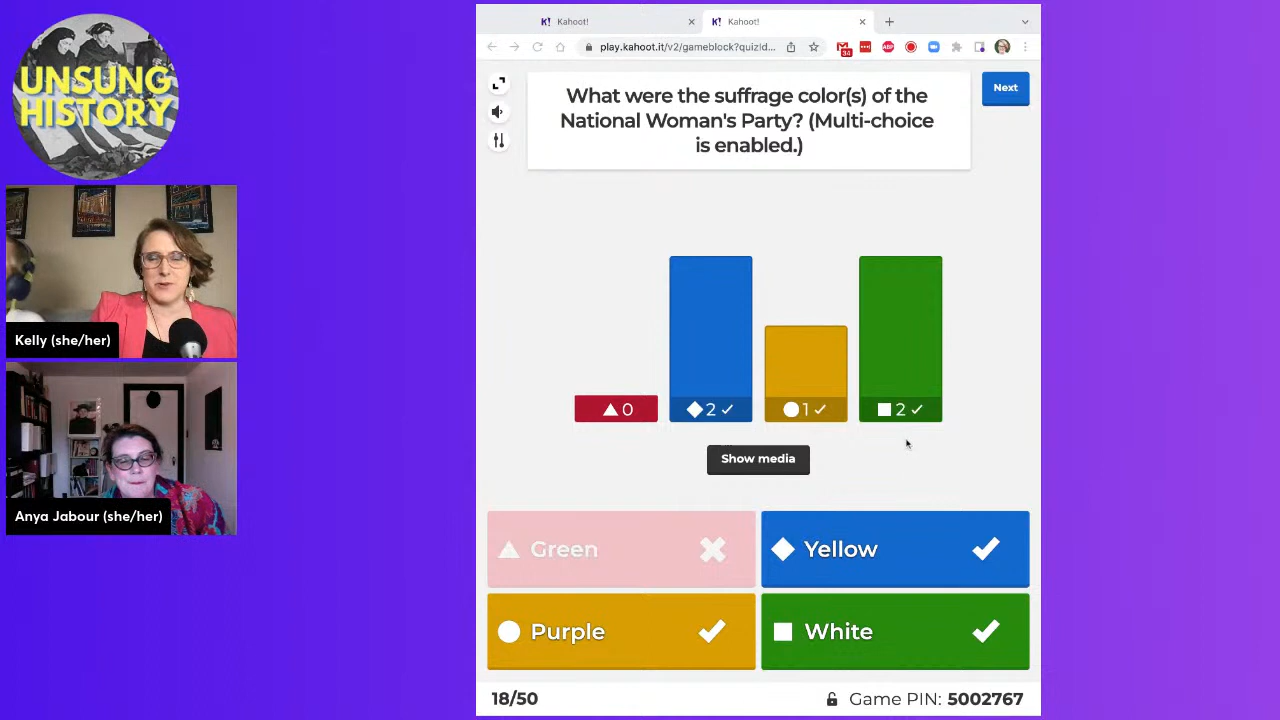 UNSUNG
HISTORY
Kelly (she/her)
Anya Jabour (she/her)
K! Kahoot!
K! Kahoot!
play.kahoot.it/v2/gameblock?quizId...
34
ABP
What were the suffrage color(s) of the
National Woman's Party? (Multi-choice
is enabled.)
Next
0
2
1
2
Show media
Green
Yellow
Purple
White
18/50
Game PIN: 5002767